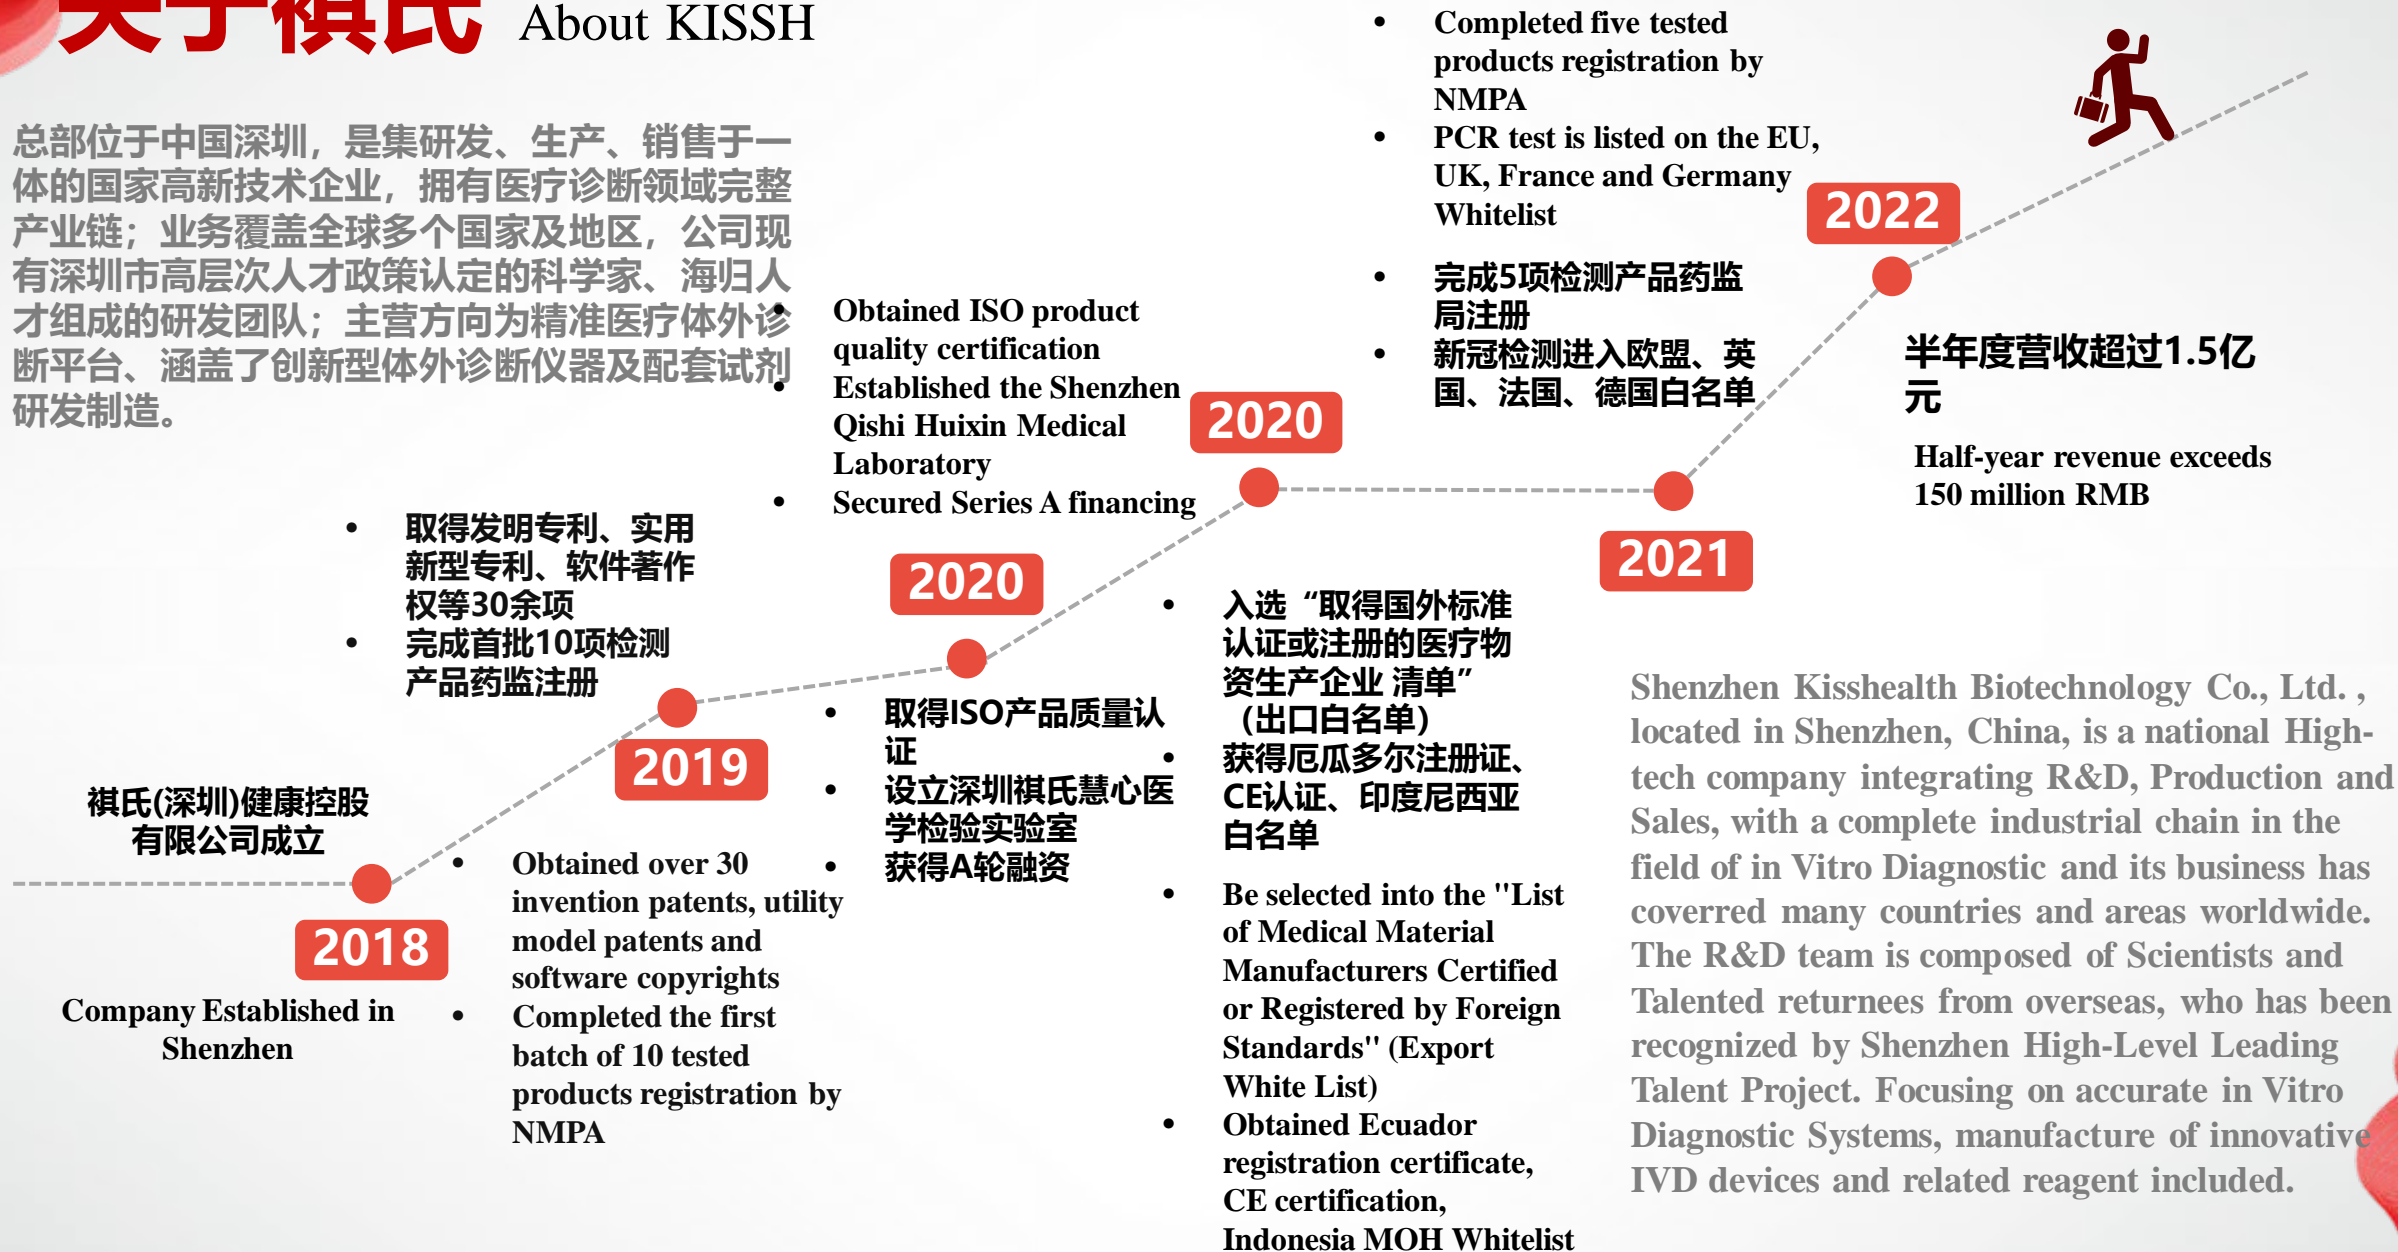 关于祺氏 About KISSH
总部位于中国深圳，是集研发、生产、销售于一
体的国家高新技术企业，拥有医疗诊断领域完整
产业链；业务覆盖全球多个国家及地区，公司现
有深圳市高层次人才政策认定的科学家、海归人
才组成的研发团队；主营方向为精准医疗体外诊
断平台、涵盖了创新型体外诊断仪器及配套试剂
研发制造。
祺氏(深圳)健康控股
有限公司成立
2018
Company Established in
Shenzhen
• 取得发明专利、实用
新型专利、软件著作
权等30余项
• 完成首批10项检测
产品药监注册
2019
• Obtained over 30
invention patents, utility
model patents and
software copyrights
• Completed the first
batch of 10 tested
products registration by
NMPA
• Obtained ISO product
quality certification
• Established the Shenzhen
Qishi Huixin Medical
Laboratory
• Secured Series A financing
2020
• 取得ISO产品质量认
证
• 设立深圳祺氏慧心医
学检验实验室
• 获得A轮融资
2020
• 入选“取得国外标准
认证或注册的医疗物
资生产企业 清单”
（出口白名单）
• 获得厄瓜多尔注册证、
CE认证、印度尼西亚
白名单
• Be selected into the "List
of Medical Material
Manufacturers Certified
or Registered by Foreign
Standards" (Export
White List)
• Obtained Ecuador
registration certificate,
CE certification,
Indonesia MOH Whitelist
• Completed five tested
products registration by
NMPA
• PCR test is listed on the EU,
UK, France and Germany
Whitelist
• 完成5项检测产品药监
局注册
• 新冠检测进入欧盟、英
国、法国、德国白名单
2021
2022
半年度营收超过1.5亿
元
Half-year revenue exceeds
150 million RMB
Shenzhen Kisshealth Biotechnology Co., Ltd. ,
located in Shenzhen, China, is a national High-
tech company integrating R&D, Production and
Sales, with a complete industrial chain in the
field of in Vitro Diagnostic and its business has
coverred many countries and areas worldwide.
The R&D team is composed of Scientists and
Talented returnees from overseas, who has been
recognized by Shenzhen High-Level Leading
Talent Project. Focusing on accurate in Vitro
Diagnostic Systems, manufacture of innovative
IVD devices and related reagent included.